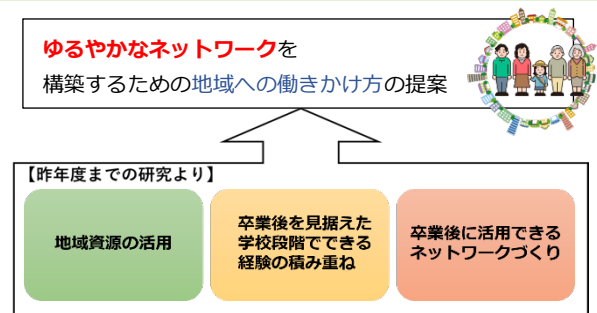 ゆるやかなネットワークを
構築するための地域への働きかけ方の提案
【昨年度までの研究より】
地域資源の活用
卒業後を見据えた
学校段階でできる
経験の積み重ね
卒業後に活用できる
ネットワークづくり